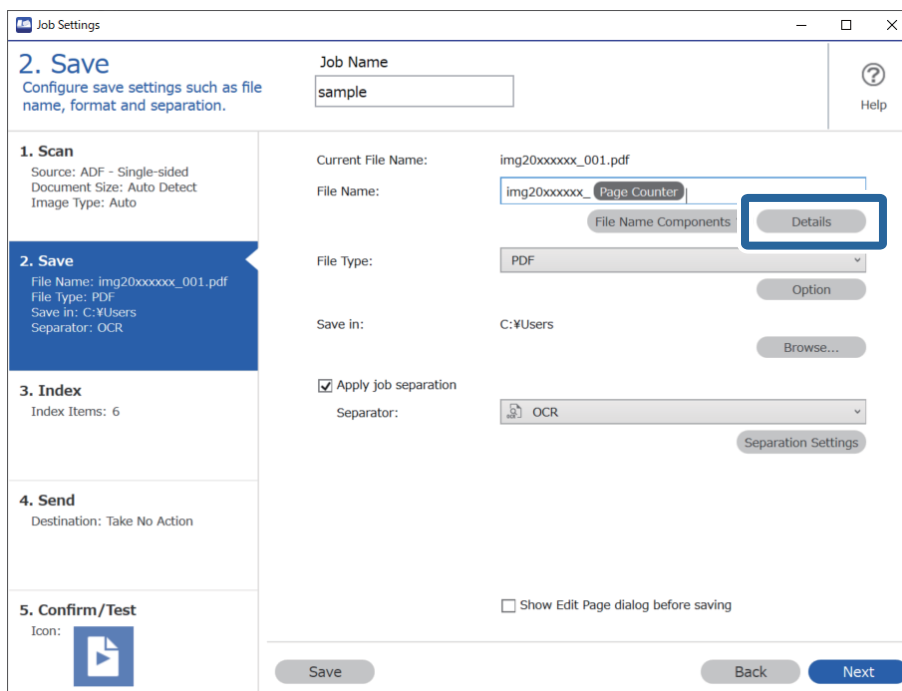 Job Settings
2. Save
Configure save settings such as file
name, format and separation.
Job Name
sample
Help
1. Scan
Source: ADF - Single-sided
Document Size: Auto Detect
Image Type: Auto
2. Save
File Name: img20xxxxxx_001.pdf
File Type: PDF
Save in: C:¥Users
Separator: OCR
3. Index
Index Items: 6
4. Send
Destination: Take No Action
5. Confirm/Test
Icon:
Current File Name: img20xxxxxx_001.pdf
File Name: img20xxxxxx_ Page Counter
File Name Components Details
File Type: PDF
Option
Save in: C:¥Users
Browse...
Apply job separation
Separator: OCR
Separation Settings
Show Edit Page dialog before saving
Save Back Next